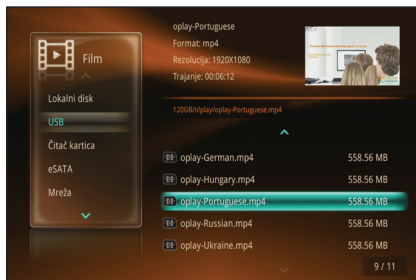 Film
Lokalni disk
USB
Čitač kartica
eSATA
Mreža
oplay-Portuguese
Format: mp4
Rezolucija: 1920X1080
Trajanje: 00:06:12
120GB/o!play/oplay-Portuguese.mp4
oplay-German.mp4 558.56 MB
oplay-Hungary.mp4 558.56 MB
oplay-Portuguese.mp4 558.56 MB
oplay-Russian.mp4 558.56 MB
oplay-Ukraine.mp4 558.56 MB
9 / 11